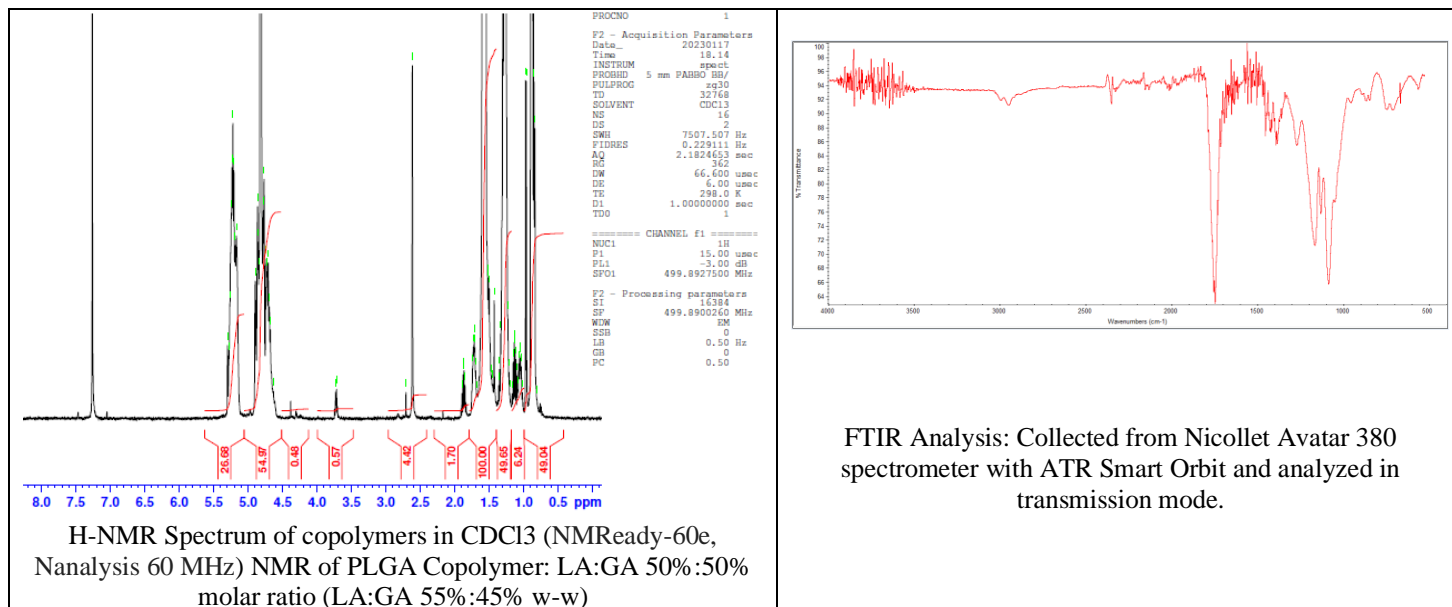 PROCNO 1
F2 - Acquisition Parameters
Date_ 20230117
Time 18.14
INSTRUM spect
PROBHD 5 mm PABBO BB/
PULPROG zg30
TD 32768
SOLVENT CDCl3
NS 16
DS 2
SWH 7507.507 Hz
FIDRES 0.229111 Hz
AQ 2.1824653 sec
RG 362
DW 66.600 usec
DE 6.00 usec
TE 298.0 K
D1 1.00000000 sec
TD0 1
======== CHANNEL f1 ========
NUC1 1H
P1 15.00 usec
PL1 -3.00 dB
SFO1 499.8927500 MHz
F2 - Processing parameters
SI 16384
SF 499.8900260 MHz
WDW EM
SSB 0
LB 0.50 Hz
GB 0
PC 0.50
26.68 54.97 0.48 0.57 4.42 1.70 100.00 49.65 6.24 49.04
8.0 7.5 7.0 6.5 6.0 5.5 5.0 4.5 4.0 3.5 3.0 2.5 2.0 1.5 1.0 0.5 ppm
H-NMR Spectrum of copolymers in CDCl3 (NMReady-60e,
Nanalysis 60 MHz) NMR of PLGA Copolymer: LA:GA 50%:50%
molar ratio (LA:GA 55%:45% w-w)
100
98
96
94
92
90
88
86
84
82
80
78
76
74
72
70
68
66
64
% Transmittance
4000 3500 3000 2500 2000 1500 1000 500
Wavenumbers (cm-1)
FTIR Analysis: Collected from Nicollet Avatar 380
spectrometer with ATR Smart Orbit and analyzed in
transmission mode.